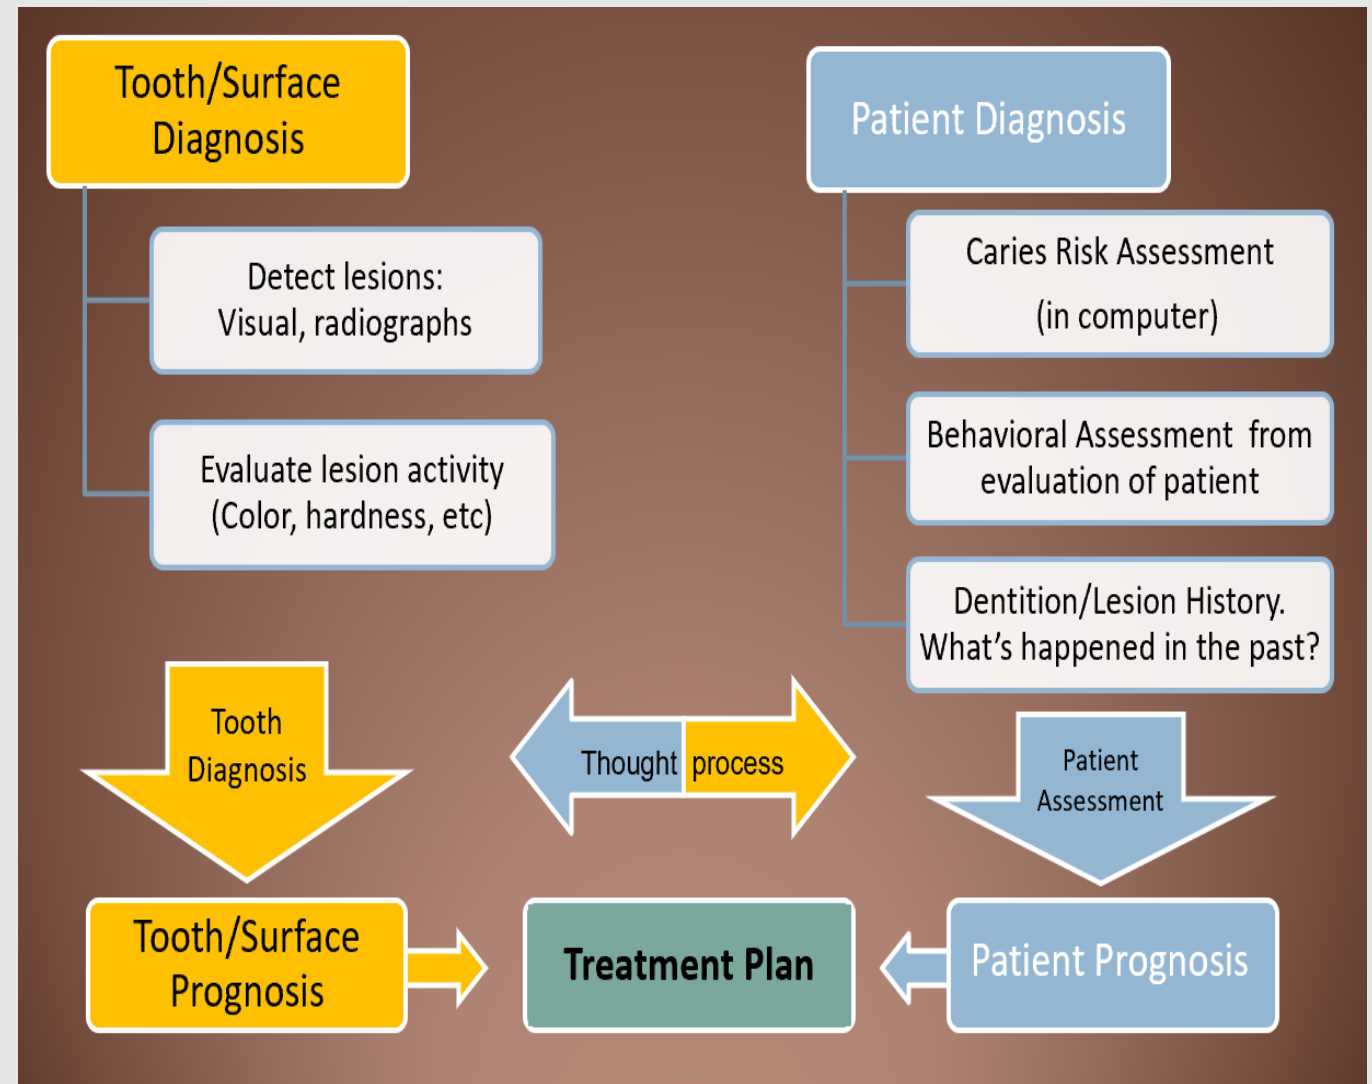 Tooth/Surface
Diagnosis
Detect lesions:
Visual, radiographs
Evaluate lesion activity
(Color, hardness, etc)
Patient Diagnosis
Caries Risk Assessment
(in computer)
Behavioral Assessment  from
evaluation of patient
Dentition/Lesion History.
What’s happened in the past?
Tooth
Diagnosis
Thought process
Patient
Assessment
Tooth/Surface
Prognosis
Treatment Plan
Patient Prognosis